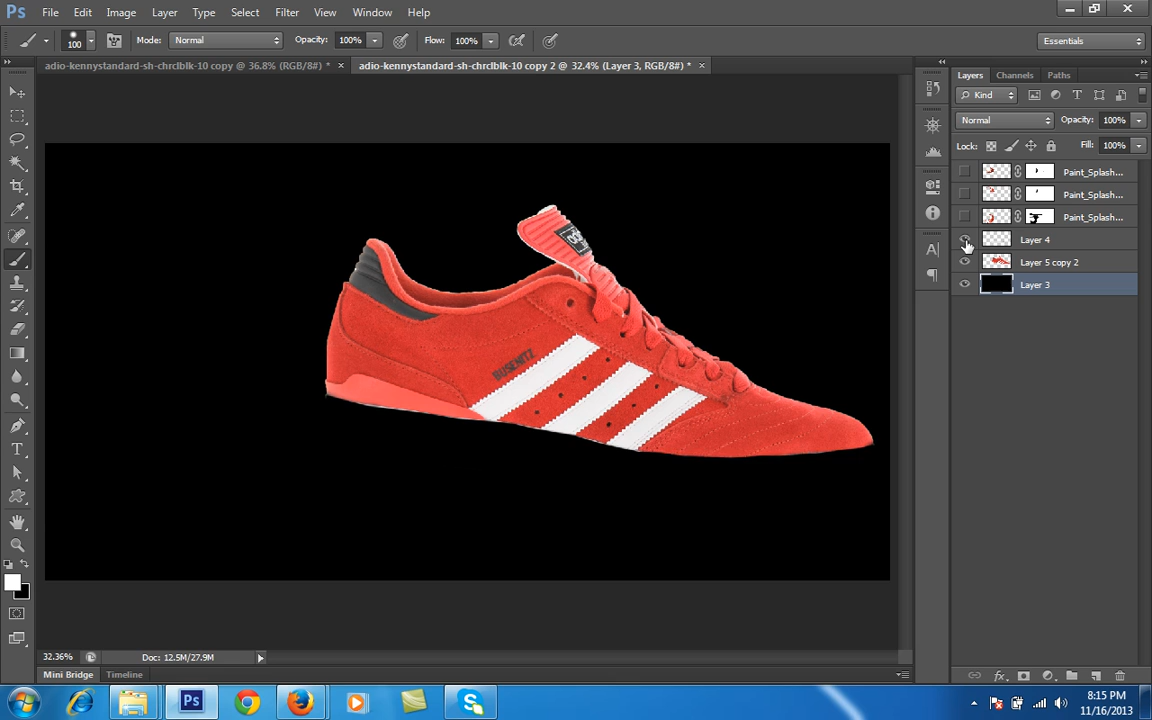 Ps File Edit Image Layer Type Select Filter View Window Help
100 Mode: Normal Opacity: 100% Flow: 100% Essentials
adio-kennystandard-sh-chrclblk-10 copy @ 36.8% (RGB/8#) * × adio-kennystandard-sh-chrclblk-10 copy 2 @ 32.4% (Layer 3, RGB/8#) * ×
Layers Channels Paths
Kind
Normal Opacity: 100%
Lock: Fill: 100%
Paint_Splash...
Paint_Splash...
Paint_Splash...
Layer 4
Layer 5 copy 2
Layer 3
BUSENITZ
32.36% Doc: 12.5M/27.9M
Mini Bridge Timeline
Ps
8:15 PM
11/16/2013